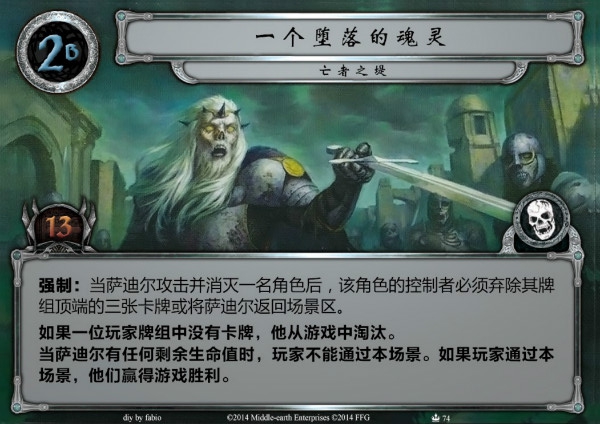 2B
一个堕落的魂灵
亡者之堤
13
强制：当萨迪尔攻击并消灭一名角色后，该角色的控制者必须弃除其牌
组顶端的三张卡牌或将萨迪尔返回场景区。
如果一位玩家牌组中没有卡牌，他从游戏中淘汰。
当萨迪尔有任何剩余生命值时，玩家不能通过本场景。如果玩家通过本
场景，他们赢得游戏胜利。
diy by fabio ©2014 Middle-earth Enterprises ©2014 FFG 74